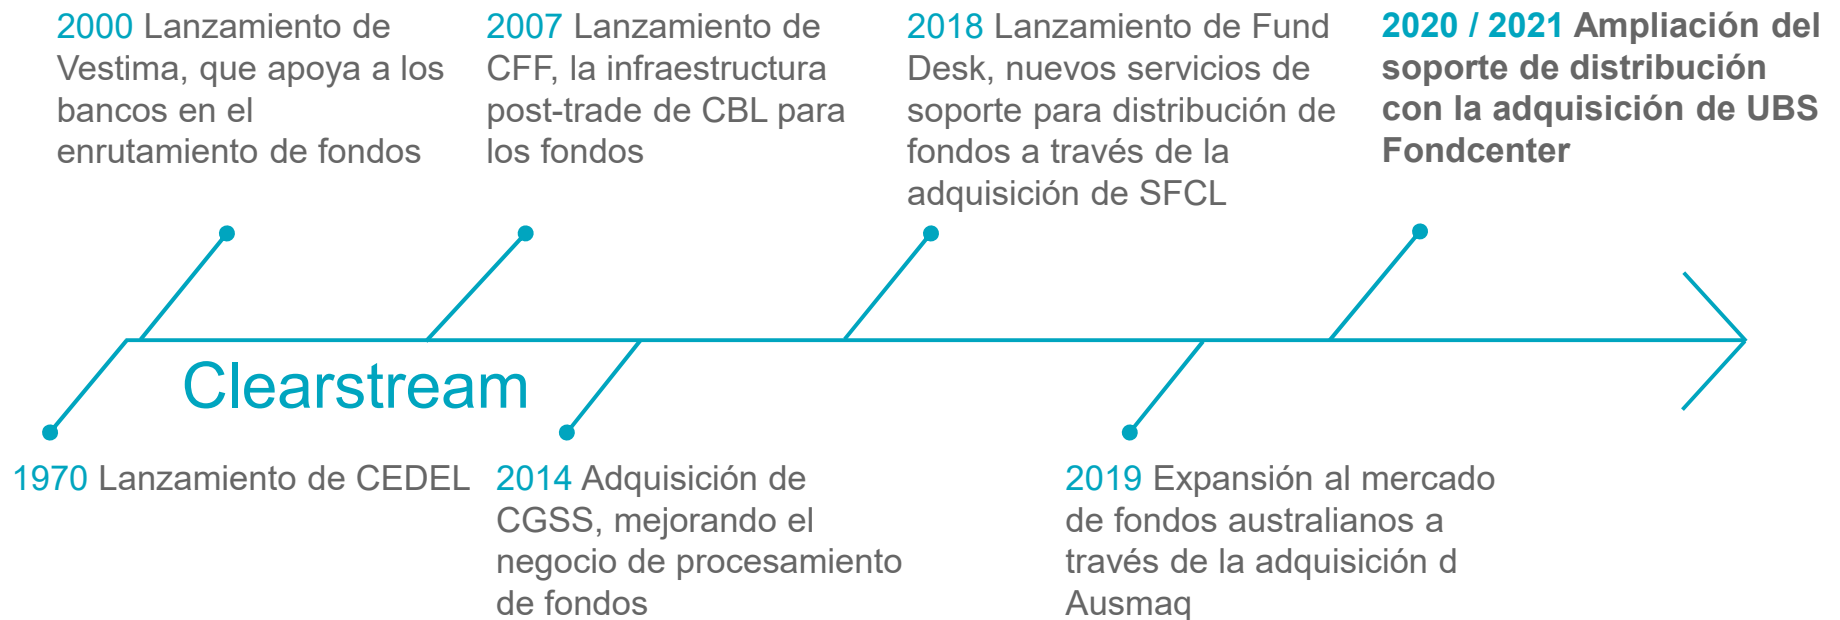 2000 Lanzamiento de
Vestima, que apoya a los
bancos en el
enrutamiento de fondos
2007 Lanzamiento de
CFF, la infraestructura
post-trade de CBL para
los fondos
2018 Lanzamiento de Fund
Desk, nuevos servicios de
soporte para distribución de
fondos a través de la
adquisición de SFCL
2020 / 2021 Ampliación del
soporte de distribución
con la adquisición de UBS
Fondcenter
Clearstream
1970 Lanzamiento de CEDEL
2014 Adquisición de
CGSS, mejorando el
negocio de procesamiento
de fondos
2019 Expansión al mercado
de fondos australianos a
través de la adquisición d
Ausmaq